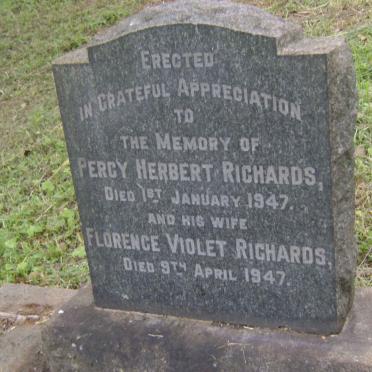 ERECTED
IN GRATEFUL APPRECIATION
TO
THE MEMORY OF
PERCY HERBERT RICHARDS,
DIED 1ST JANUARY 1947.
AND HIS WIFE
FLORENCE VIOLET RICHARDS,
DIED 9TH APRIL 1947.